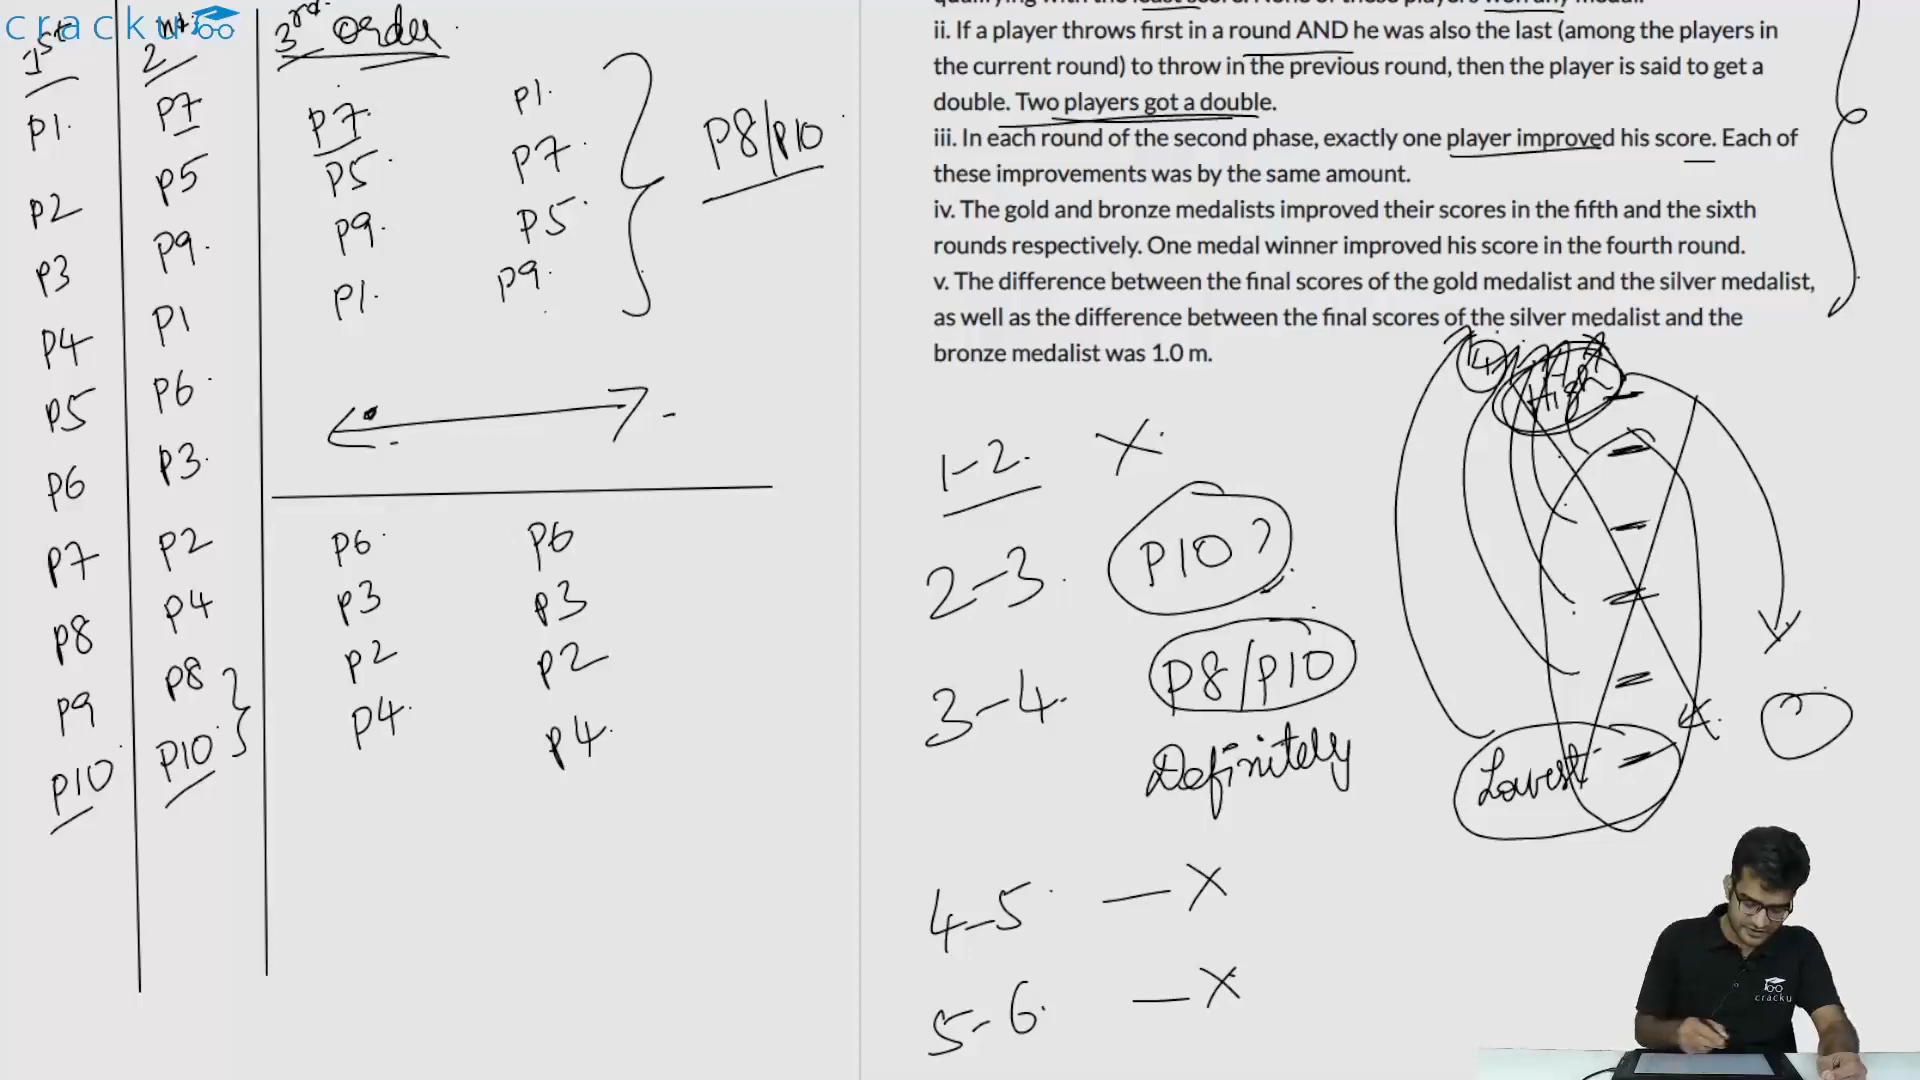 cracku
1st
P1.
P2
P3
P4
P5
P6
P7
P8
P9
P10
2nd
P7
P5
P9.
P1
P6
P3.
P2
P4
P8
P10
3rd order
P7.
P5
P9.
P1.
P1.
P7.
P5
P9.
P8/P10
P6
P3
P2
P4
P6
P3
P2
P4.
ii. If a player throws first in a round AND he was also the last (among the players in
the current round) to throw in the previous round, then the player is said to get a
double. Two players got a double.
iii. In each round of the second phase, exactly one player improved his score. Each of
these improvements was by the same amount.
iv. The gold and bronze medalists improved their scores in the fifth and the sixth
rounds respectively. One medal winner improved his score in the fourth round.
v. The difference between the final scores of the gold medalist and the silver medalist,
as well as the difference between the final scores of the silver medalist and the
bronze medalist was 1.0 m.
1-2. X
2-3. P10?
3-4. P8/P10
Definitely
4-5. — X
5-6. — X
4
High
Lowest
cracku